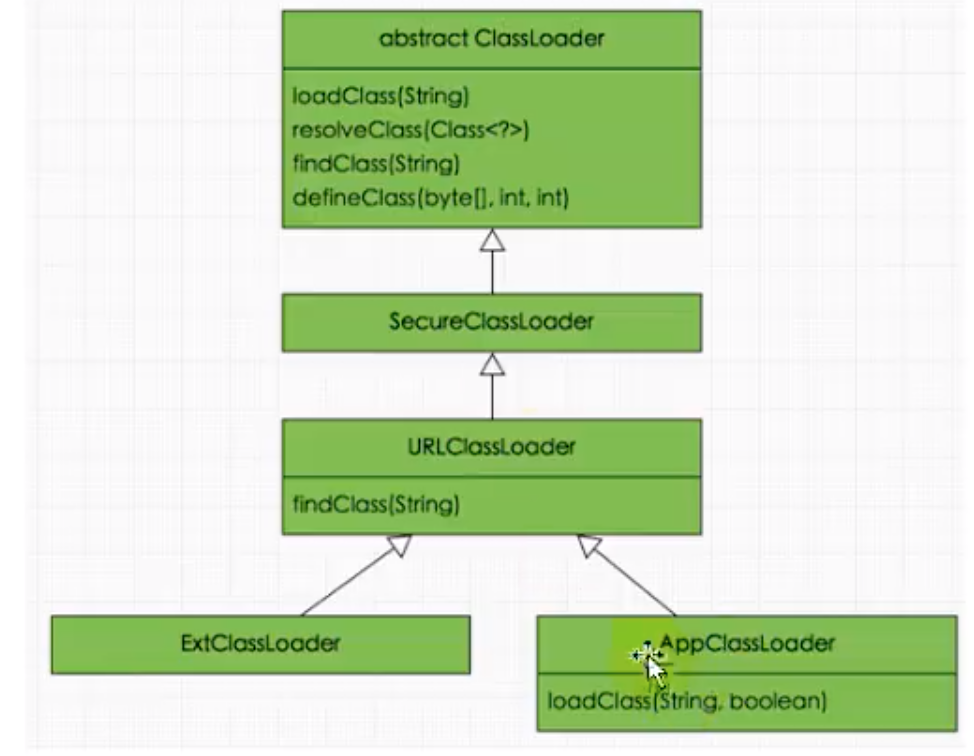 abstract ClassLoader
loadClass(String)
resolveClass(Class<?>)
findClass(String)
defineClass(byte[], int, int)
SecureClassLoader
URLClassLoader
findClass(String)
ExtClassLoader
AppClassLoader
loadClass(String, boolean)